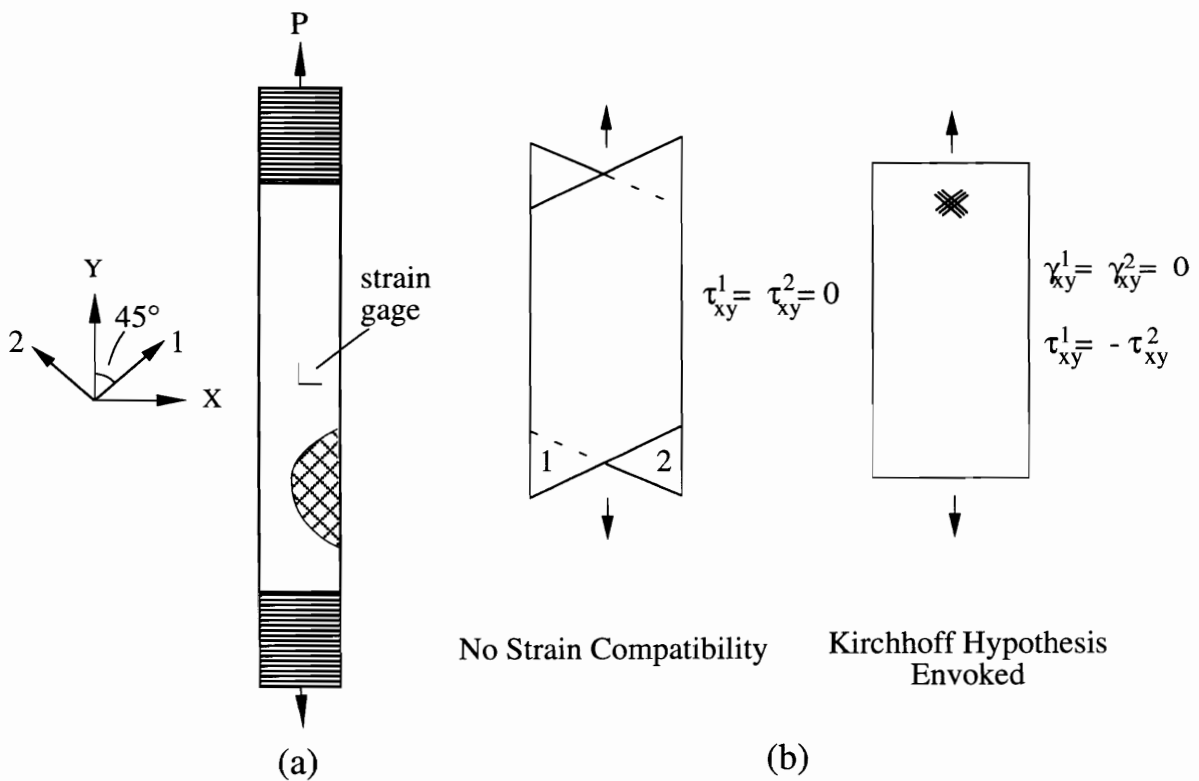 P
strain
gage
Y
45°
2
1
X
τ¹xy = τ²xy = 0
1
2
γ¹xy = γ²xy = 0
τ¹xy = - τ²xy
No Strain Compatibility
Kirchhoff Hypothesis
Envoked
(a)
(b)